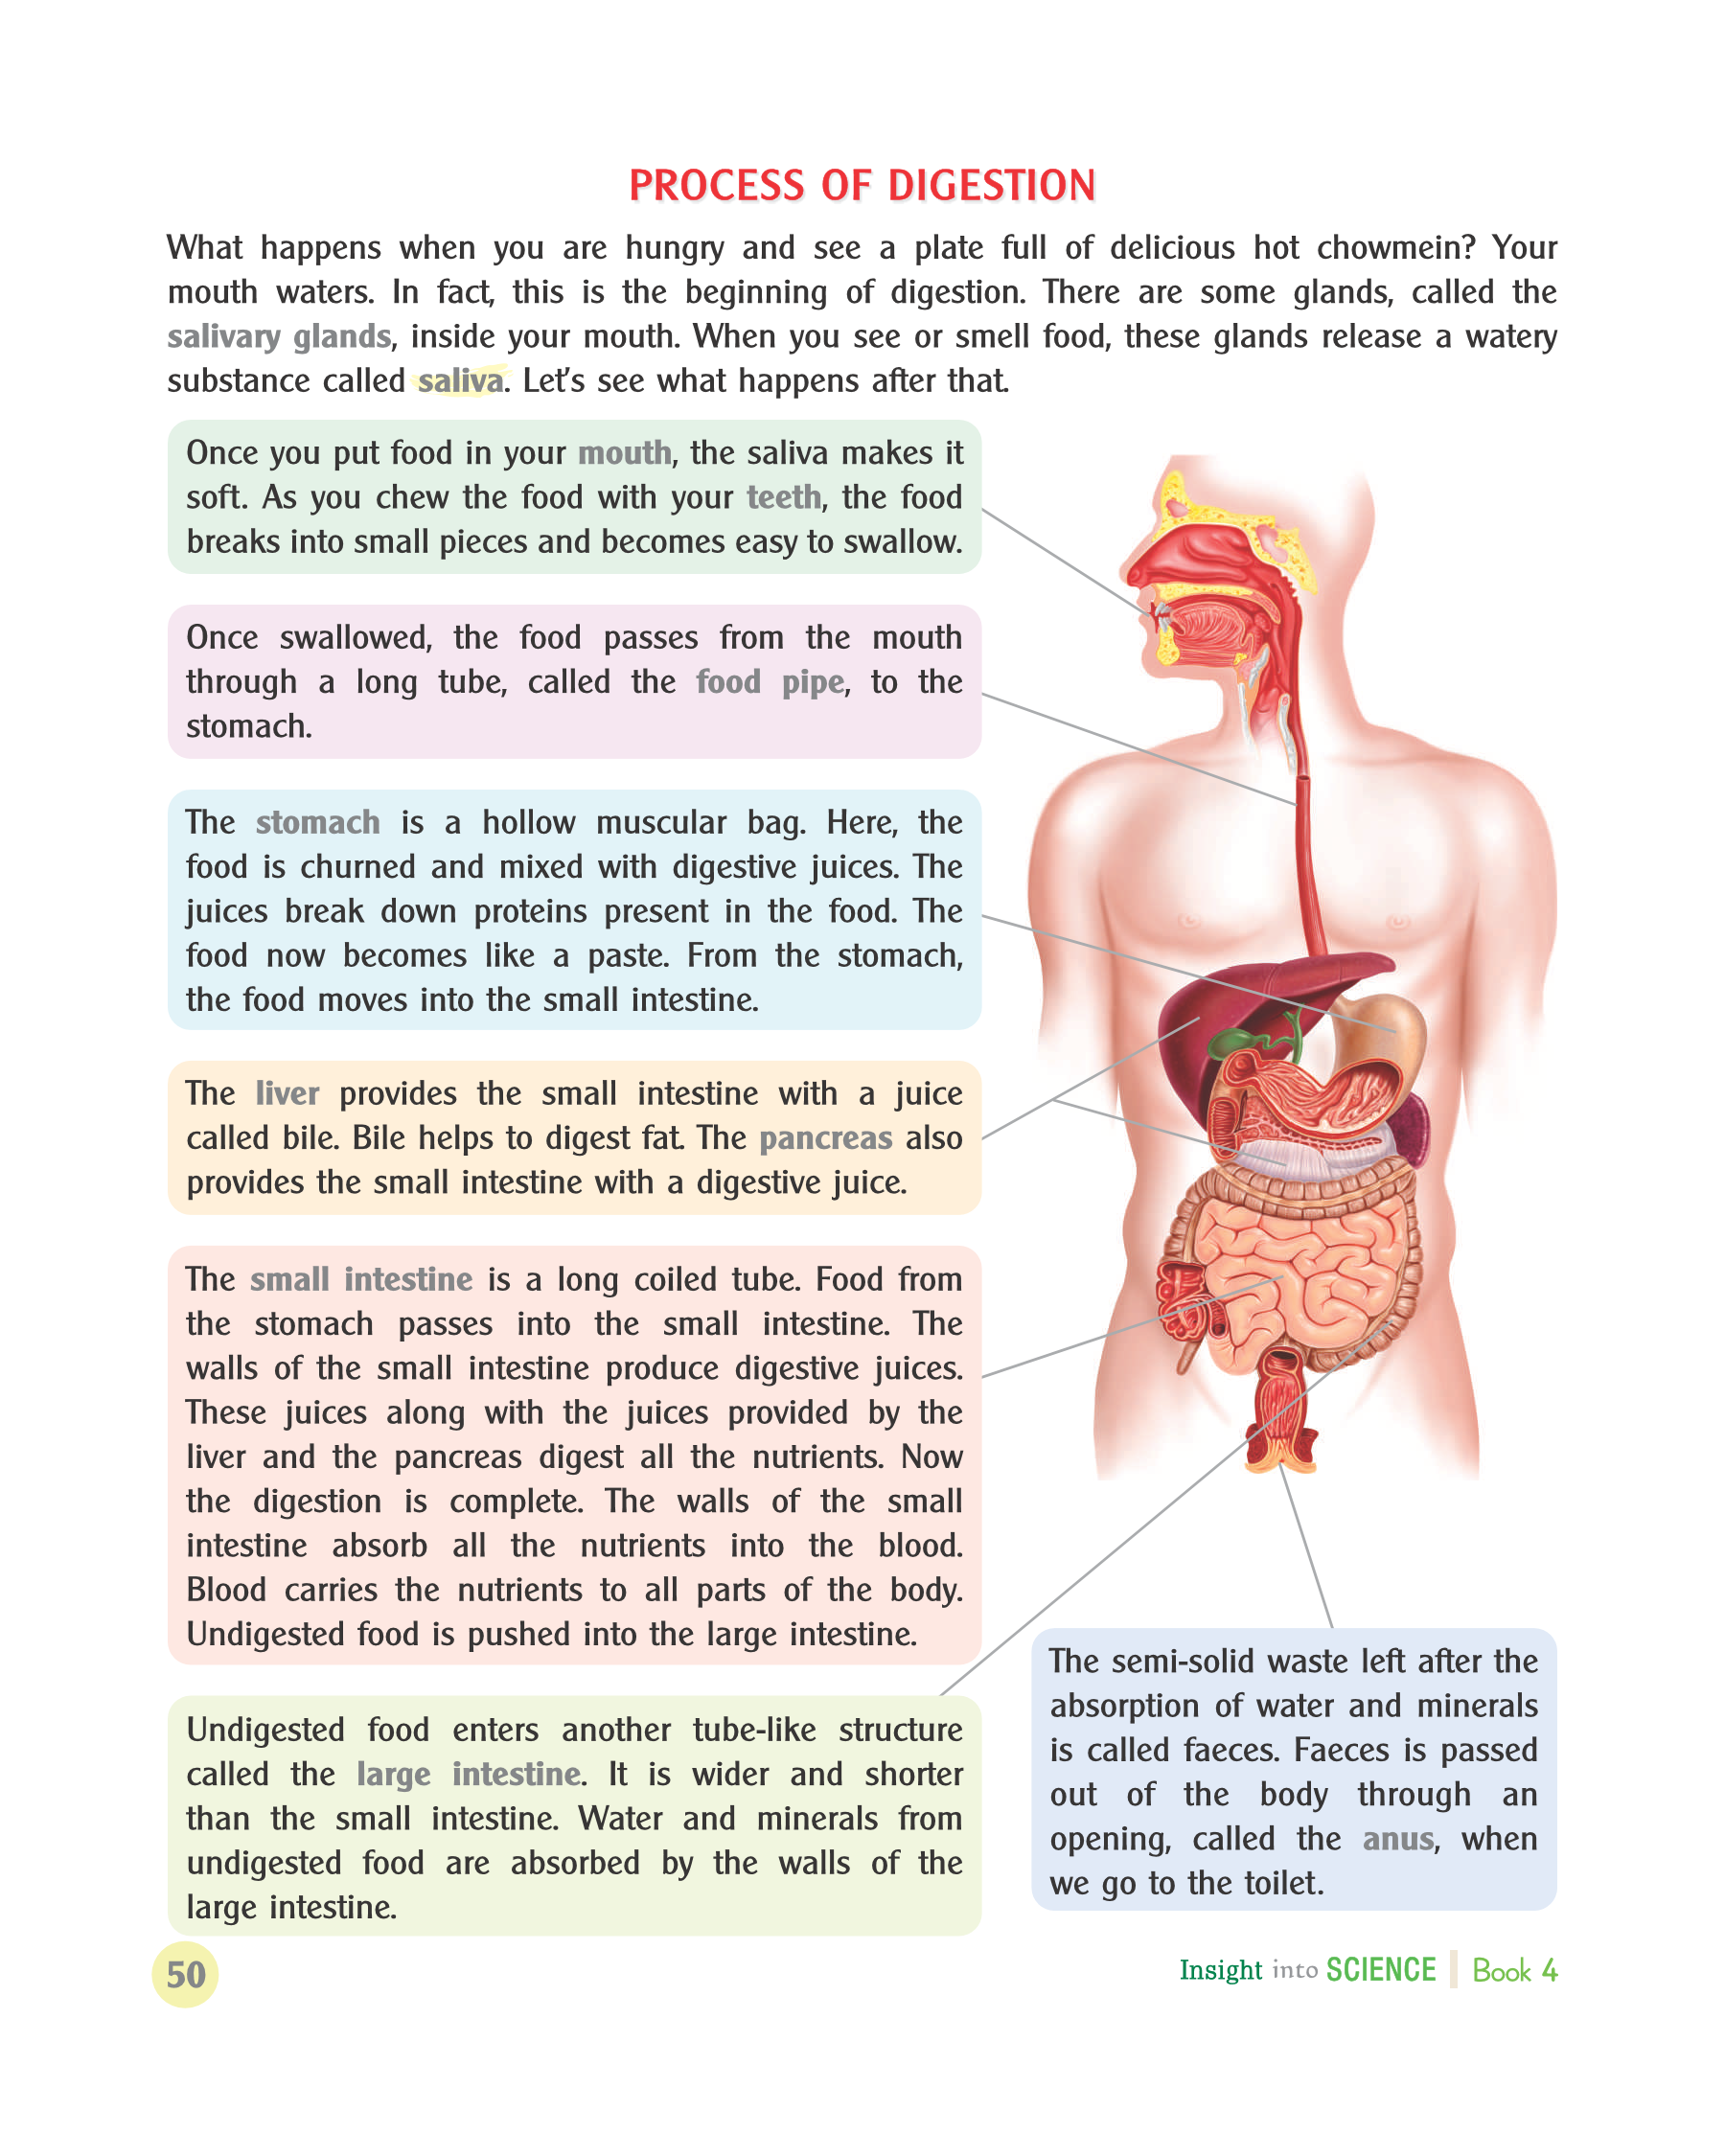 PROCESS OF DIGESTION
What happens when you are hungry and see a plate full of delicious hot chowmein? Your
mouth waters. In fact, this is the beginning of digestion. There are some glands, called the
salivary glands, inside your mouth. When you see or smell food, these glands release a watery
substance called saliva. Let's see what happens after that.
Once you put food in your mouth, the saliva makes it
soft. As you chew the food with your teeth, the food
breaks into small pieces and becomes easy to swallow.
Once swallowed, the food passes from the mouth
through a long tube, called the food pipe, to the
stomach.
The stomach is a hollow muscular bag. Here, the
food is churned and mixed with digestive juices. The
juices break down proteins present in the food. The
food now becomes like a paste. From the stomach,
the food moves into the small intestine.
The liver provides the small intestine with a juice
called bile. Bile helps to digest fat. The pancreas also
provides the small intestine with a digestive juice.
The small intestine is a long coiled tube. Food from
the stomach passes into the small intestine. The
walls of the small intestine produce digestive juices.
These juices along with the juices provided by the
liver and the pancreas digest all the nutrients. Now
the digestion is complete. The walls of the small
intestine absorb all the nutrients into the blood.
Blood carries the nutrients to all parts of the body.
Undigested food is pushed into the large intestine.
Undigested food enters another tube-like structure
called the large intestine. It is wider and shorter
than the small intestine. Water and minerals from
undigested food are absorbed by the walls of the
large intestine.
The semi-solid waste left after the
absorption of water and minerals
is called faeces. Faeces is passed
out of the body through an
opening, called the anus, when
we go to the toilet.
50
Insight into SCIENCE | Book 4